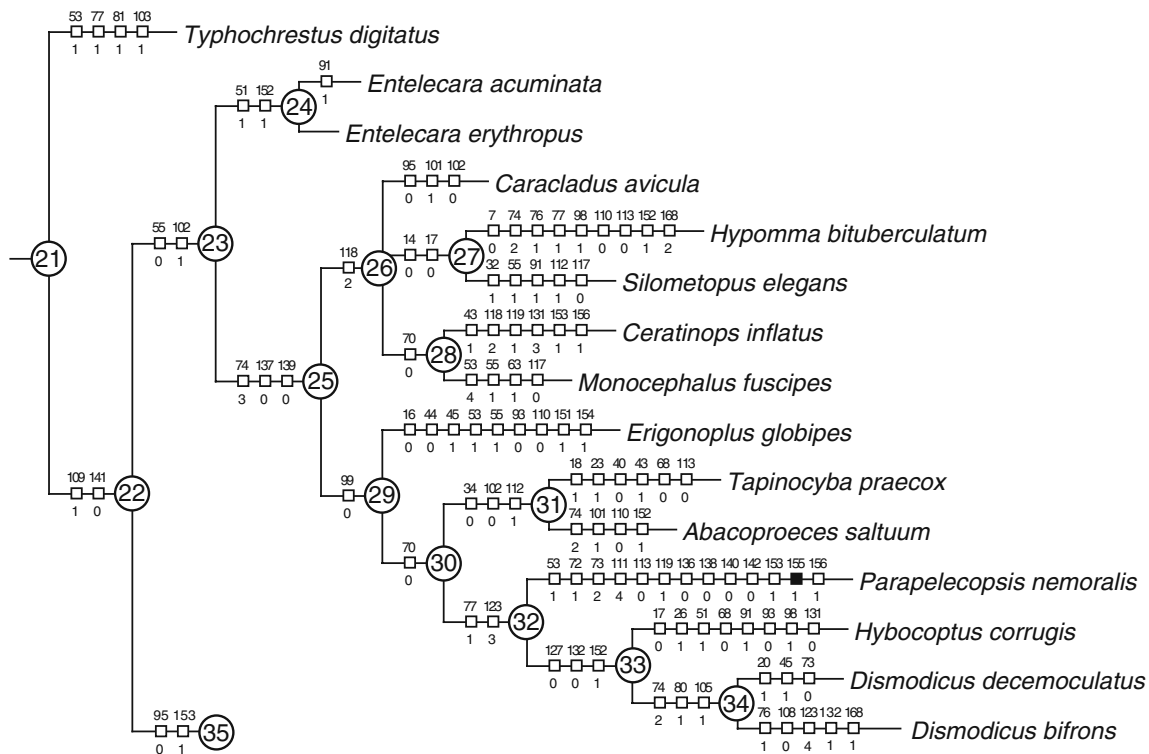 53 77 81 103
Typhochrestus digitatus
1 1 1 1
91
Entelecara acuminata
1
51 152
24
1 1
Entelecara erythropus
95 101 102
Caracladus avicula
0 1 0
7 74 76 77 98 110 113 152 168
Hypomma bituberculatum
0 2 1 1 1 0 0 1 2
55 102
23
0 1
14 17
27
0 0
118
26
2
21
32 55 91 112 117
Silometopus elegans
1 1 1 1 0
43 118 119 131 153 156
Ceratinops inflatus
1 2 1 3 1 1
70
28
0
53 55 63 117
Monocephalus fuscipes
4 1 1 0
74 137 139
25
3 0 0
16 44 45 53 55 93 110 151 154
Erigonoplus globipes
0 0 1 1 1 0 0 1 1
18 23 40 43 68 113
Tapinocyba praecox
1 1 0 1 0 0
109 141
22
1 0
99
29
0
34 102 112
31
0 0 1
74 101 110 152
Abacoproeces saltuum
2 1 0 1
70
30
0
53 72 73 111 113 119 136 138 140 142 153 155 156
Parapelecopsis nemoralis
1 1 2 4 0 1 0 0 0 0 1 1 1
77 123
32
1 3
17 26 51 68 91 93 98 131
Hybocoptus corrugis
0 1 1 0 1 0 1 0
127 132 152
33
0 0 1
20 45 73
Dismodicus decemoculatus
1 1 0
74 80 105
34
2 1 1
95 153
35
0 1
76 108 123 132 168
Dismodicus bifrons
1 0 4 1 1